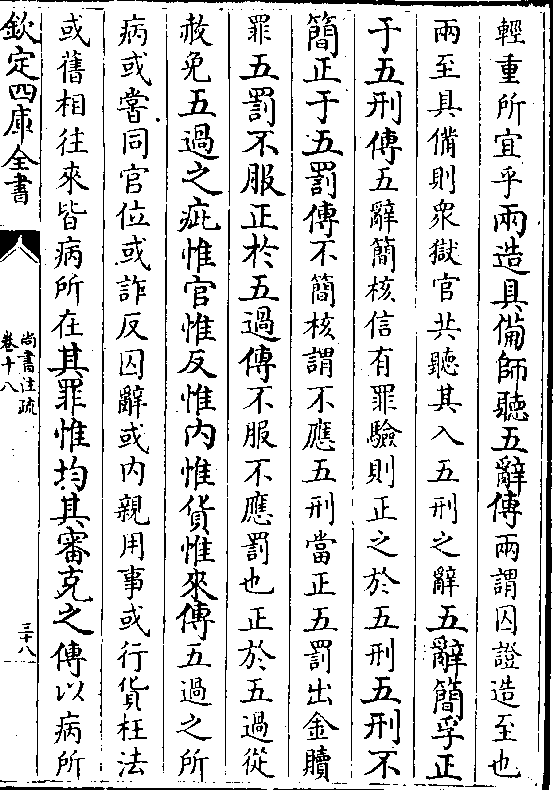 輕重所宜乎兩造具備師聽五辭傳兩謂囚證造至也
兩至具備則衆獄官共聽其入五刑之辭五辭簡孚正
于五刑傳五辭簡核信有罪驗則正之於五刑五刑不
簡正于五罰傳不簡核謂不應五刑當正五罰出金贖
罪五罰不服正於五過傳不服不應罰也正於五過從
赦免五過之疵惟官惟反惟內惟貨惟來傳五過之所
病或嘗同官位或詐反囚辭或內親用事或行貨枉法
或舊相往來皆病所在其罪惟均其審克之傳以病所
欽定四庫全書
尚書注疏
卷十八
三十八